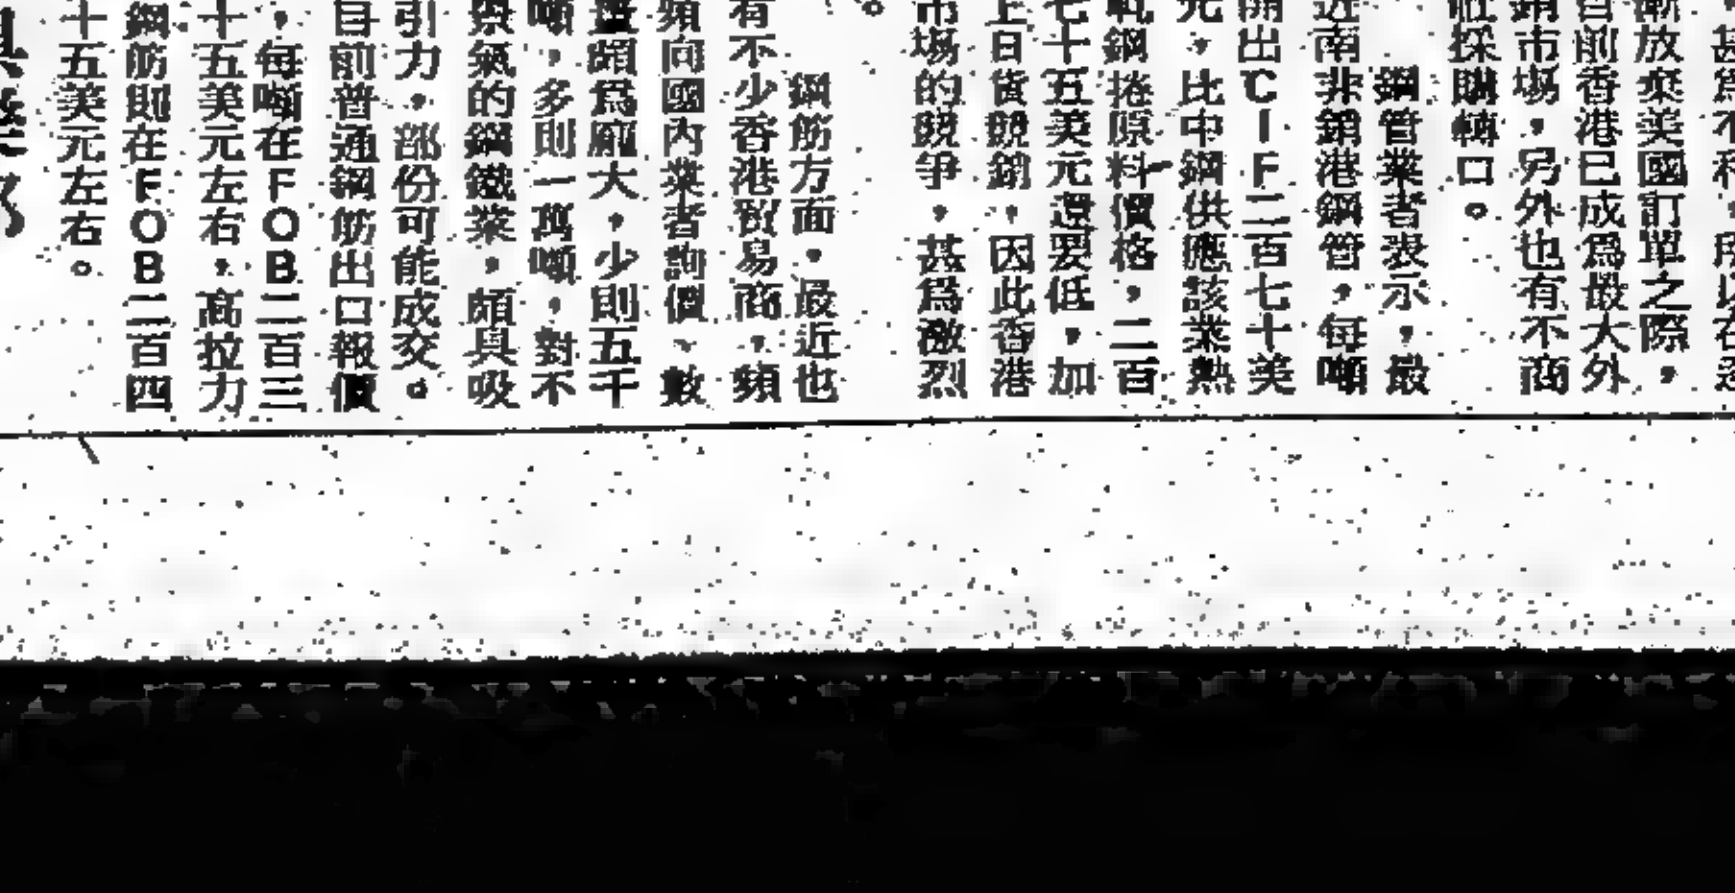 甚為不利，所以在逐
漸放棄美國訂單之際，
目前香港已成為最大外
銷市場，另外也有不商
社採購轉口。
鋼管業者表示，最
近南非銷港鋼管，每噸
開出CIF二百七十美
元，比中鋼供應該業熱
軋鋼捲原料價格，二百
七十五美元還要低，加
上日貨競銷，因此香港
市場的競爭，甚為激烈
。
鋼筋方面，最近也
有不少香港貿易商，頻
頻向國內業者詢價、數
量頗為龐大，少則五千
噸，多則一萬噸，對不
景氣的鋼鐵業，頗具吸
引力，部份可能成交。
目前普通鋼筋出口報價
，每噸在FOB二百三
十五美元左右，高拉力
鋼筋則在FOB二百四
十五美元左右。